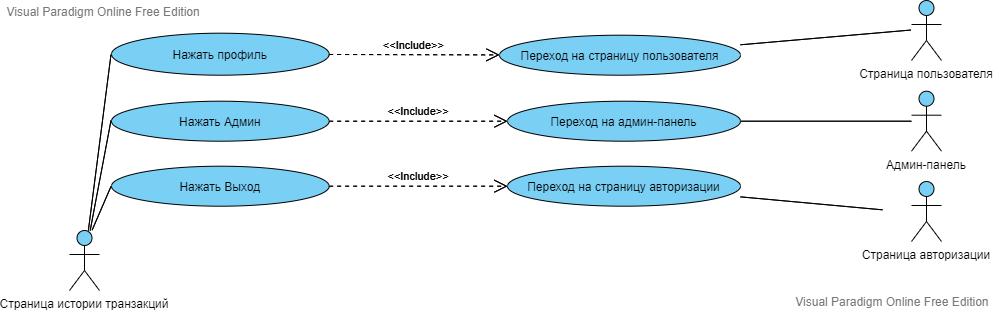 Visual Paradigm Online Free Edition
Нажать профиль
<<Include>>
Переход на страницу пользователя
Страница пользователя
Нажать Админ
<<Include>>
Переход на админ-панель
Админ-панель
Нажать Выход
<<Include>>
Переход на страницу авторизации
Страница авторизации
Страница истории транзакций
Visual Paradigm Online Free Edition